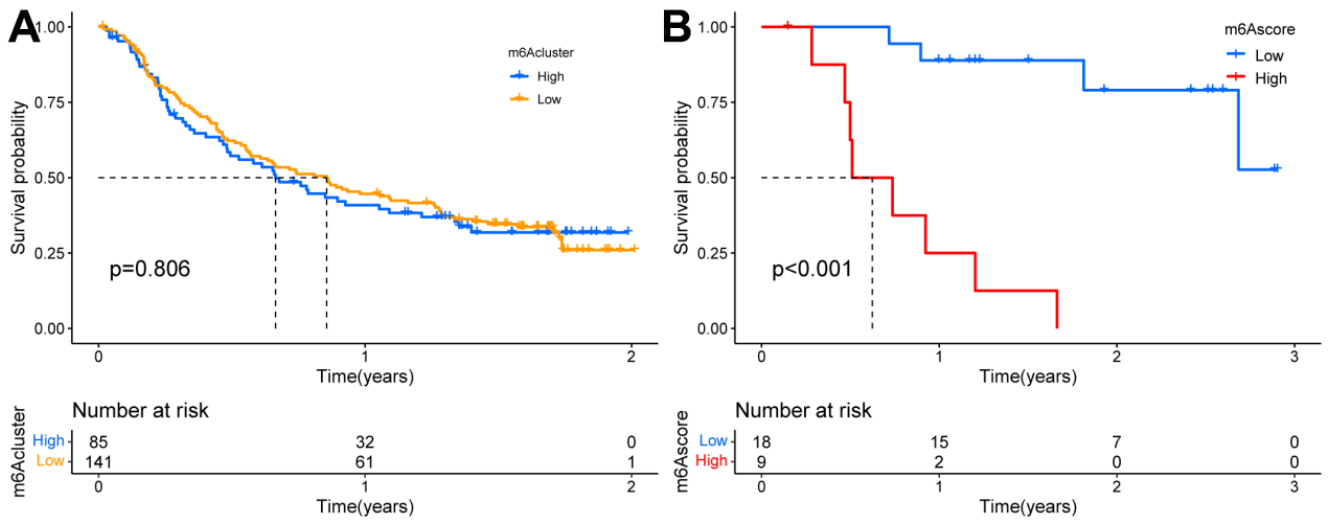 A
m6Acluster
High
Low
Survival probability
1.00
0.75
0.50
0.25
0.00
p=0.806
0 1 2
Time(years)
Number at risk
m6Acluster
High 85 32 0
Low 141 61 1
0 1 2
Time(years)
B
m6Ascore
Low
High
Survival probability
1.00
0.75
0.50
0.25
0.00
p<0.001
0 1 2 3
Time(years)
Number at risk
m6Ascore
Low 18 15 7 0
High 9 2 0 0
0 1 2 3
Time(years)